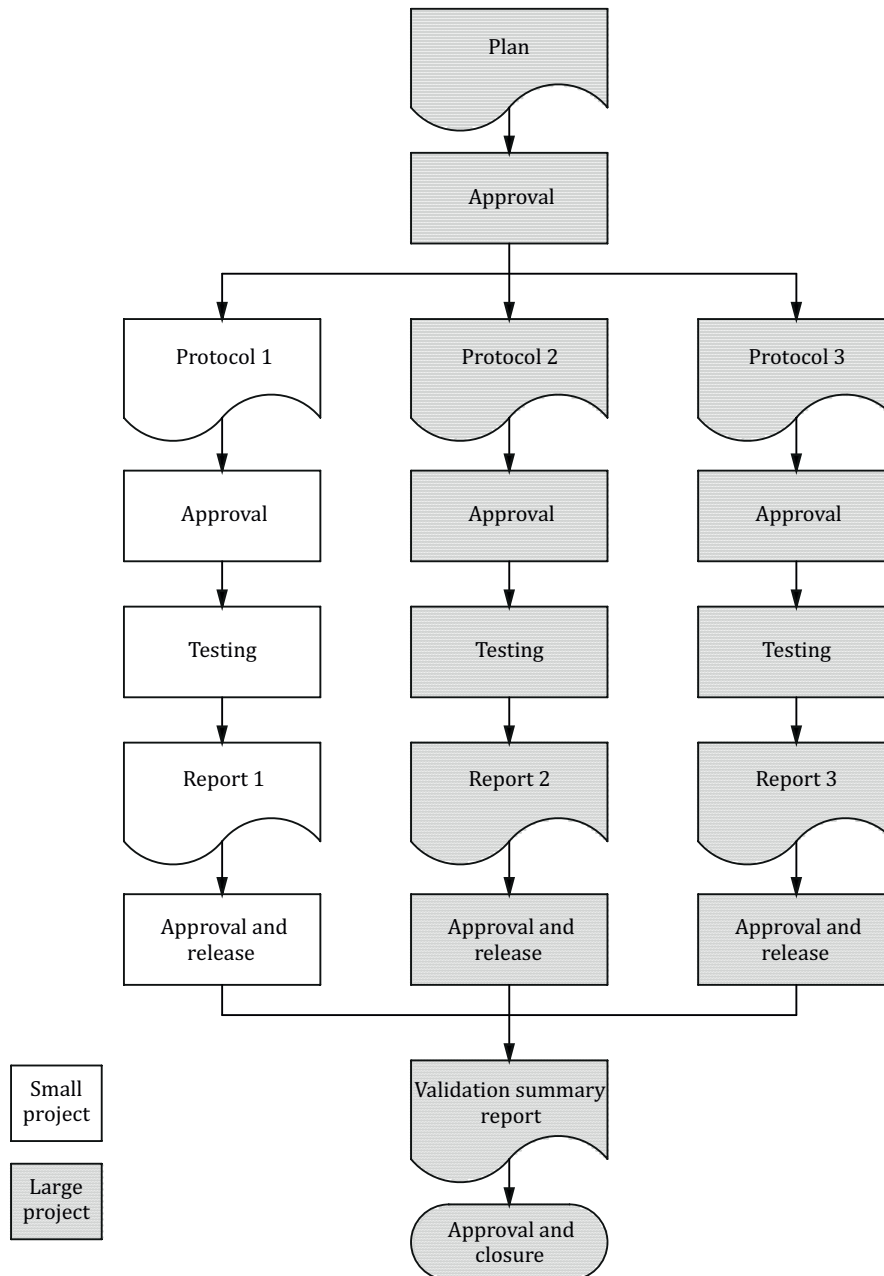 Plan
Approval
Protocol 1
Protocol 2
Protocol 3
Approval
Approval
Approval
Testing
Testing
Testing
Report 1
Report 2
Report 3
Approval and
release
Approval and
release
Approval and
release
Small
project
Large
project
Validation summary
report
Approval and
closure